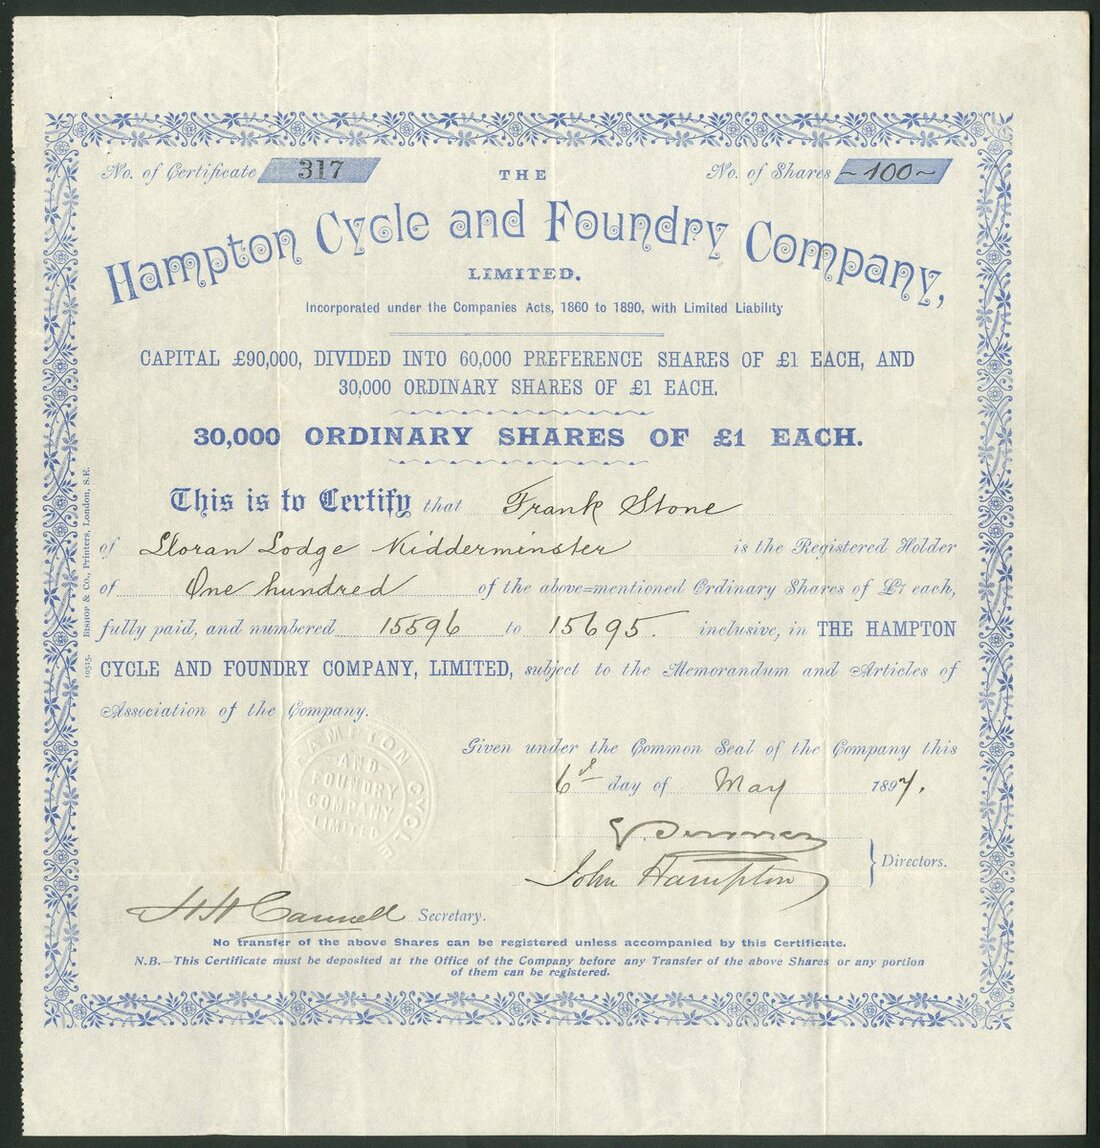 No. of Certificate 317
THE
No. of Shares ~100~
Hampton Cycle and Foundry Company,
LIMITED.
Incorporated under the Companies Acts, 1860 to 1890, with Limited Liability
CAPITAL £90,000, DIVIDED INTO 60,000 PREFERENCE SHARES OF £1 EACH, AND
30,000 ORDINARY SHARES OF £1 EACH.
30,000 ORDINARY SHARES OF £1 EACH.
This is to Certify that Frank Stone
of Lloran Lodge Kidderminster is the Registered Holder
of One hundred of the above=mentioned Ordinary Shares of £1 each,
fully paid, and numbered 15596 to 15695. inclusive, in THE HAMPTON
CYCLE AND FOUNDRY COMPANY, LIMITED, subject to the Memorandum and Articles of
Association of the Company.
Given under the Common Seal of the Company this
6th day of May 1897.
HAMPTON CYCLE
AND
FOUNDRY
COMPANY
LIMITED
John Hampton
Directors.
Secretary.
No transfer of the above Shares can be registered unless accompanied by this Certificate.
N.B.—This Certificate must be deposited at the Office of the Company before any Transfer of the above Shares or any portion
of them can be registered.
10515. BISHOP & Co., Printers, London, S.E.